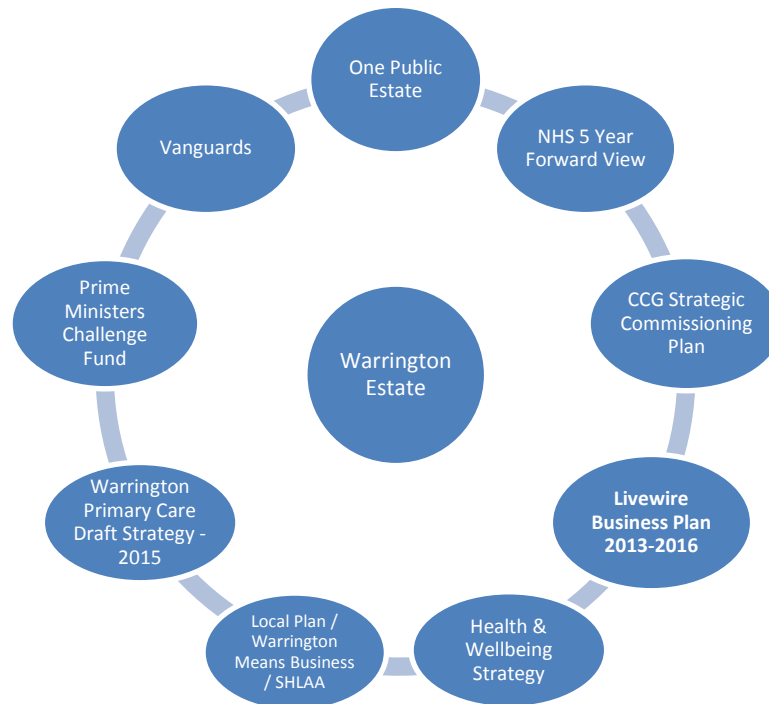 One Public
Estate
NHS 5 Year
Forward View
CCG Strategic
Commissioning
Plan
Livewire
Business Plan
2013-2016
Health &
Wellbeing
Strategy
Local Plan /
Warrington
Means Business
/ SHLAA
Warrington
Primary Care
Draft Strategy -
2015
Prime
Ministers
Challenge
Fund
Vanguards
Warrington
Estate